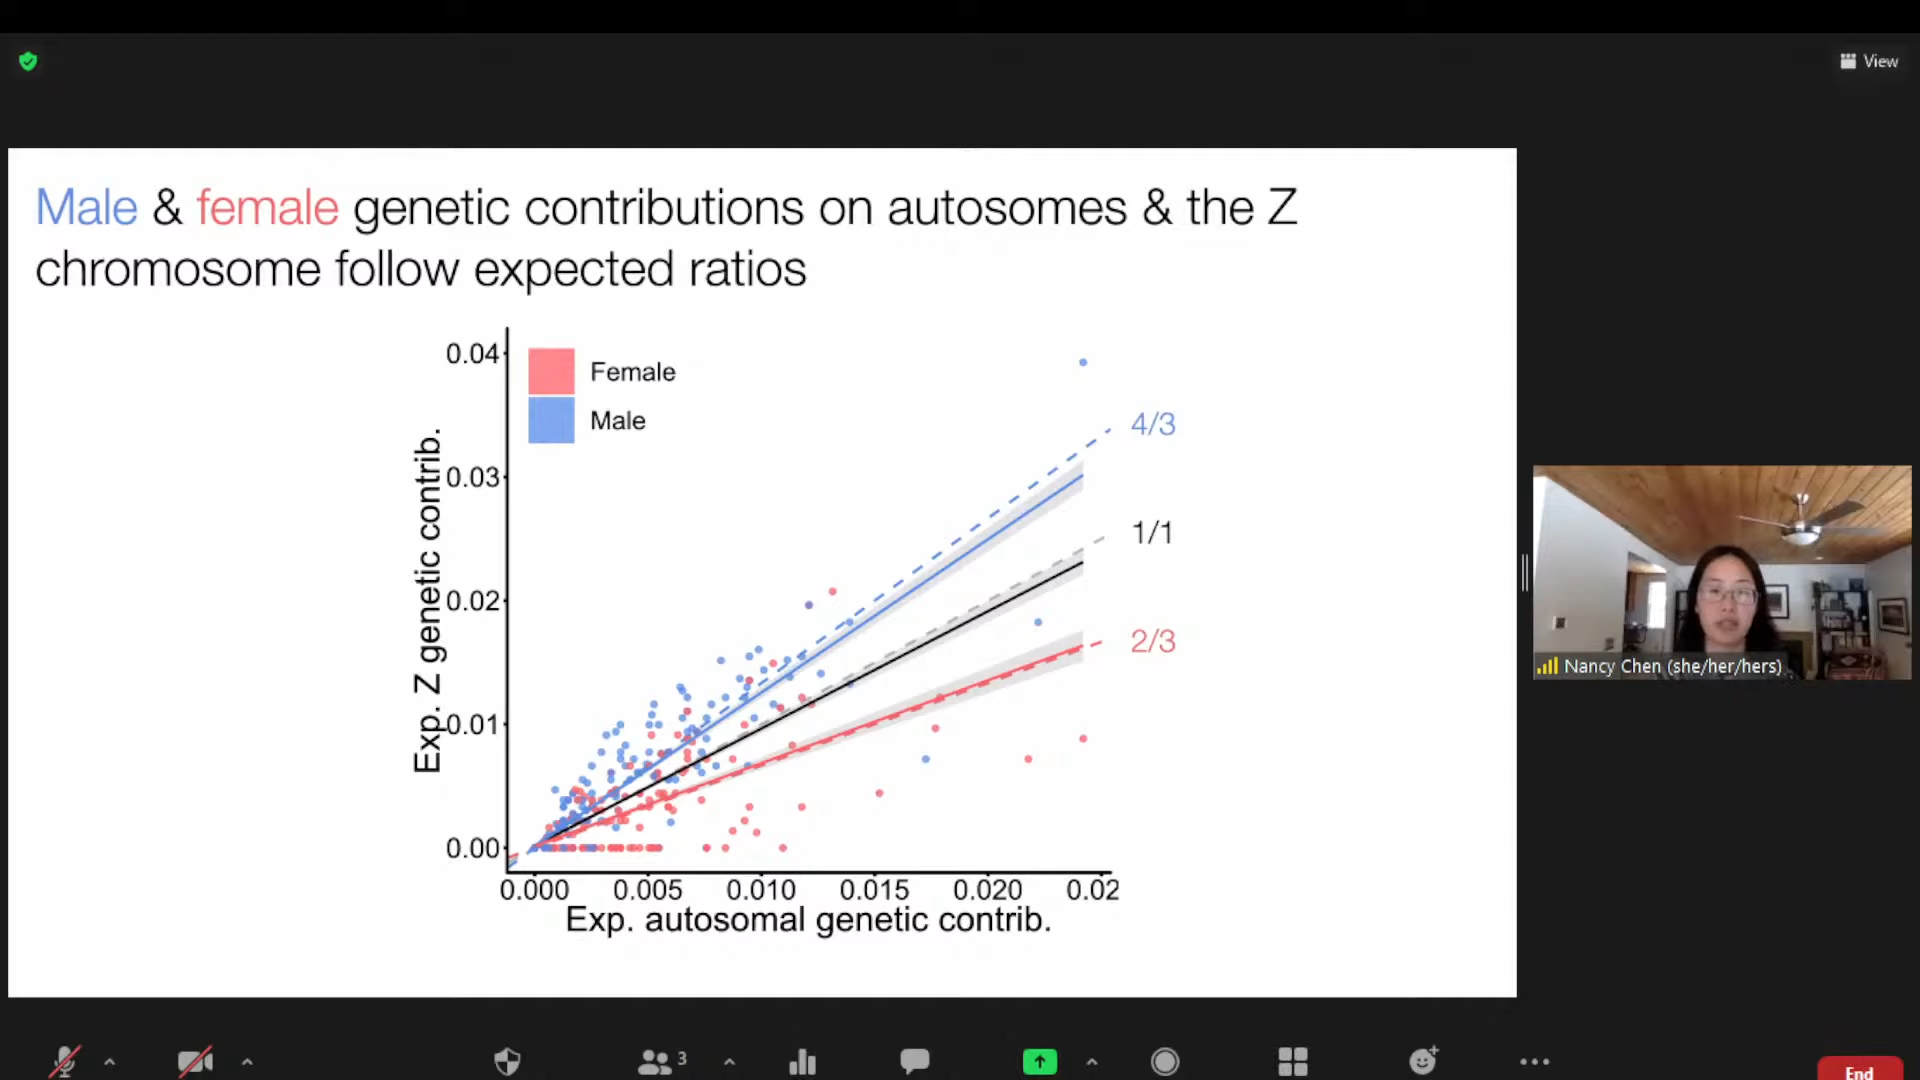 View
Male & female genetic contributions on autosomes & the Z
chromosome follow expected ratios
0.04
0.03
0.02
0.01
0.00
Exp. Z genetic contrib.
Female
Male
4/3
1/1
2/3
0.000 0.005 0.010 0.015 0.020 0.02
Exp. autosomal genetic contrib.
Nancy Chen (she/her/hers)
3
End